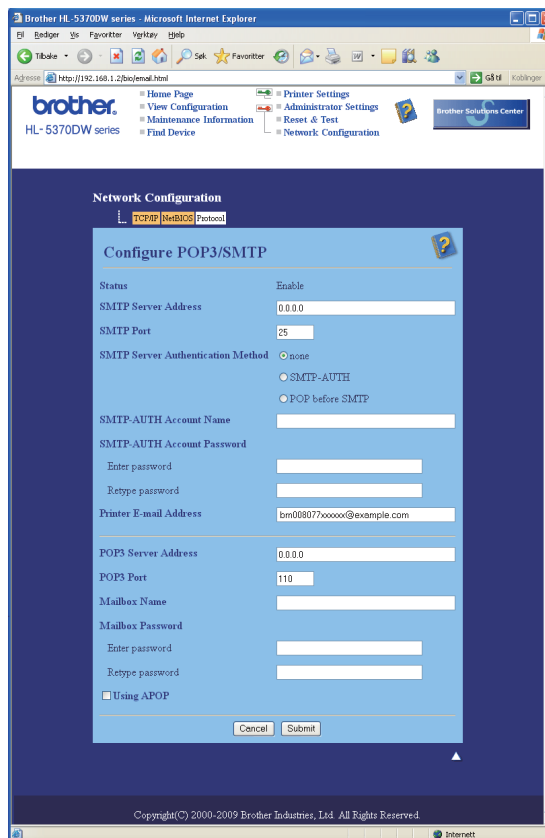 Brother HL-5370DW series - Microsoft Internet Explorer
Fil Rediger Vis Favoritter Verktøy Hjelp
Tilbake Søk Favoritter
Adresse http://192.168.1.2/bio/email.html Gå til Koblinger
brother.
HL-5370DW series
Home Page
View Configuration
Maintenance Information
Find Device
Printer Settings
Administrator Settings
Reset & Test
Network Configuration
Brother Solutions Center
Network Configuration
TCP/IP NetBIOS Protocol
Configure POP3/SMTP
Status Enable
SMTP Server Address 0.0.0.0
SMTP Port 25
SMTP Server Authentication Method none
SMTP-AUTH
POP before SMTP
SMTP-AUTH Account Name
SMTP-AUTH Account Password
Enter password
Retype password
Printer E-mail Address brn008077xxxxxx@example.com
POP3 Server Address 0.0.0.0
POP3 Port 110
Mailbox Name
Mailbox Password
Enter password
Retype password
Using APOP
Cancel Submit
Copyright(C) 2000-2009 Brother Industries, Ltd. All Rights Reserved.
Internett